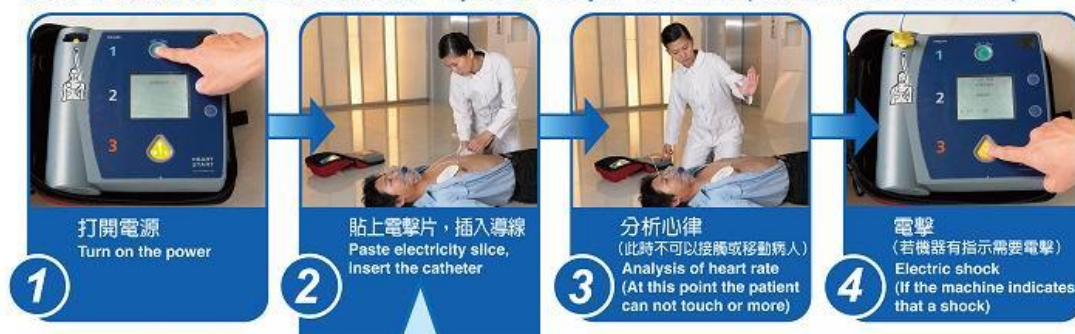 1
2
3
HEART
START
打開電源
Turn on the power
1
貼上電擊片，插入導線
Paste electricity slice,
Insert the catheter
2
分析心律
(此時不可以接觸或移動病人)
Analysis of heart rate
(At this point the patient
can not touch or more)
3
1
2
3
電擊
(若機器有指示需要電擊)
Electric shock
(If the machine indicates
that a shock)
4